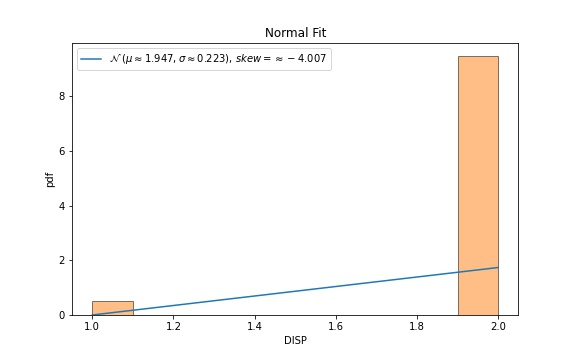 Normal Fit
𝒩(μ ≈ 1.947, σ ≈ 0.223), skew = ≈ − 4.007
8
6
4
2
0
pdf
1.0 1.2 1.4 1.6 1.8 2.0
DISP